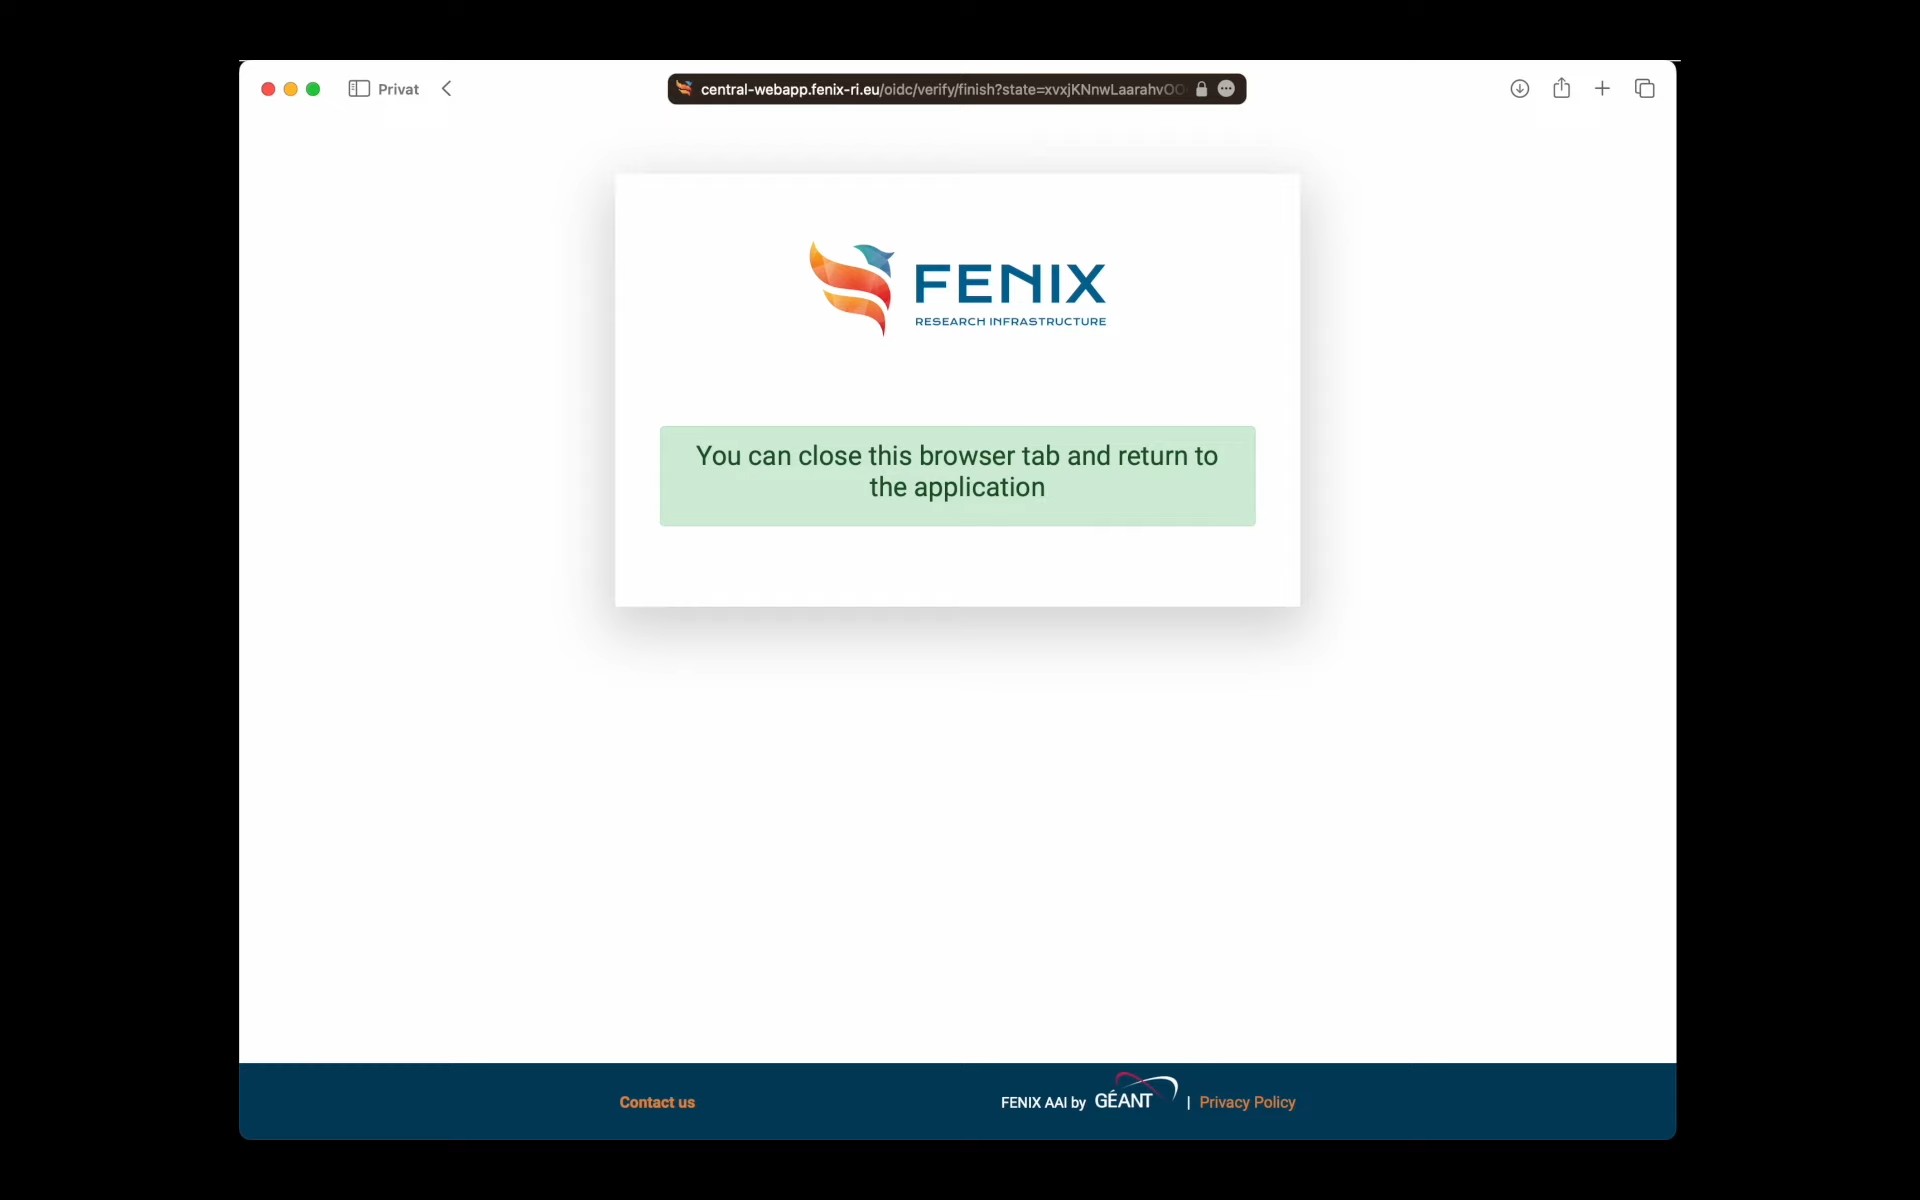 Privat
central-webapp.fenix-ri.eu/oidc/verify/finish?state=xvxjKNnwLaarahvOO
FENIX
RESEARCH INFRASTRUCTURE
You can close this browser tab and return to
the application
Contact us
FENIX AAI by GÉANT | Privacy Policy